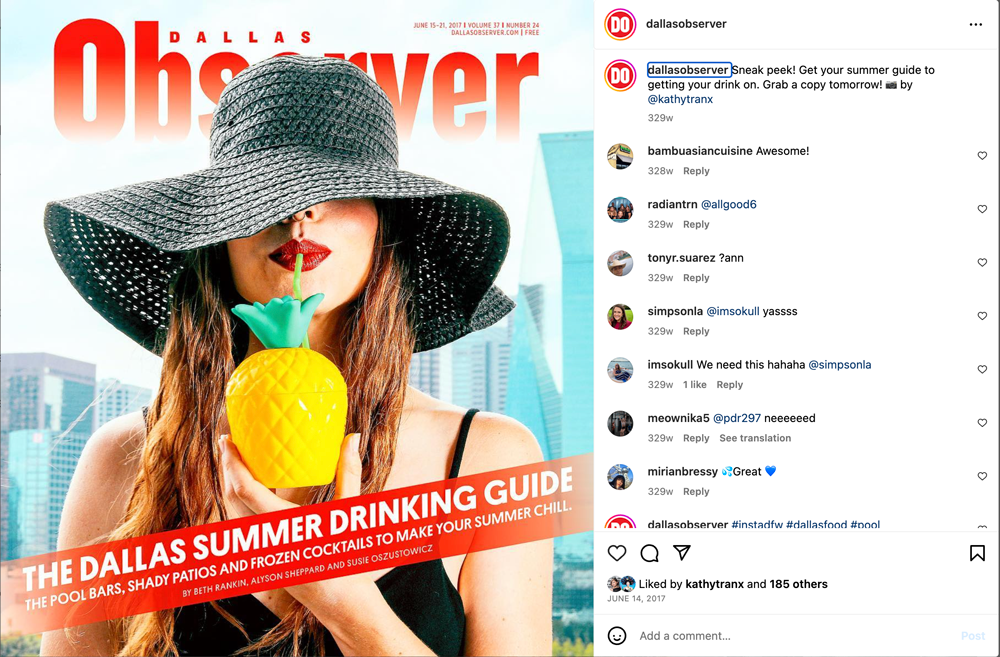 DALLAS
Observer
JUNE 15–21, 2017 I VOLUME 37 I NUMBER 24
DALLASOBSERVER.COM I FREE
THE DALLAS SUMMER DRINKING GUIDE
THE POOL BARS, SHADY PATIOS AND FROZEN COCKTAILS TO MAKE YOUR SUMMER CHILL.
BY BETH RANKIN, ALYSON SHEPPARD AND SUSIE OSZUSTOWICZ
DO
dallasobserver
DO
dallasobserver Sneak peek! Get your summer guide to
getting your drink on. Grab a copy tomorrow! 📷 by
@kathytranx
329w
bambuasiancuisine Awesome!
328w Reply
radiantrn @allgood6
329w Reply
tonyr.suarez ?ann
329w Reply
simpsonla @imsokull yassss
329w Reply
imsokull We need this hahaha @simpsonla
329w 1 like Reply
meownika5 @pdr297 neeeeeed
329w Reply See translation
mirianbressy 💦Great 💙
329w Reply
dallasobserver #instadfw #dallasfood #pool
Liked by kathytranx and 185 others
JUNE 14, 2017
Add a comment...
Post